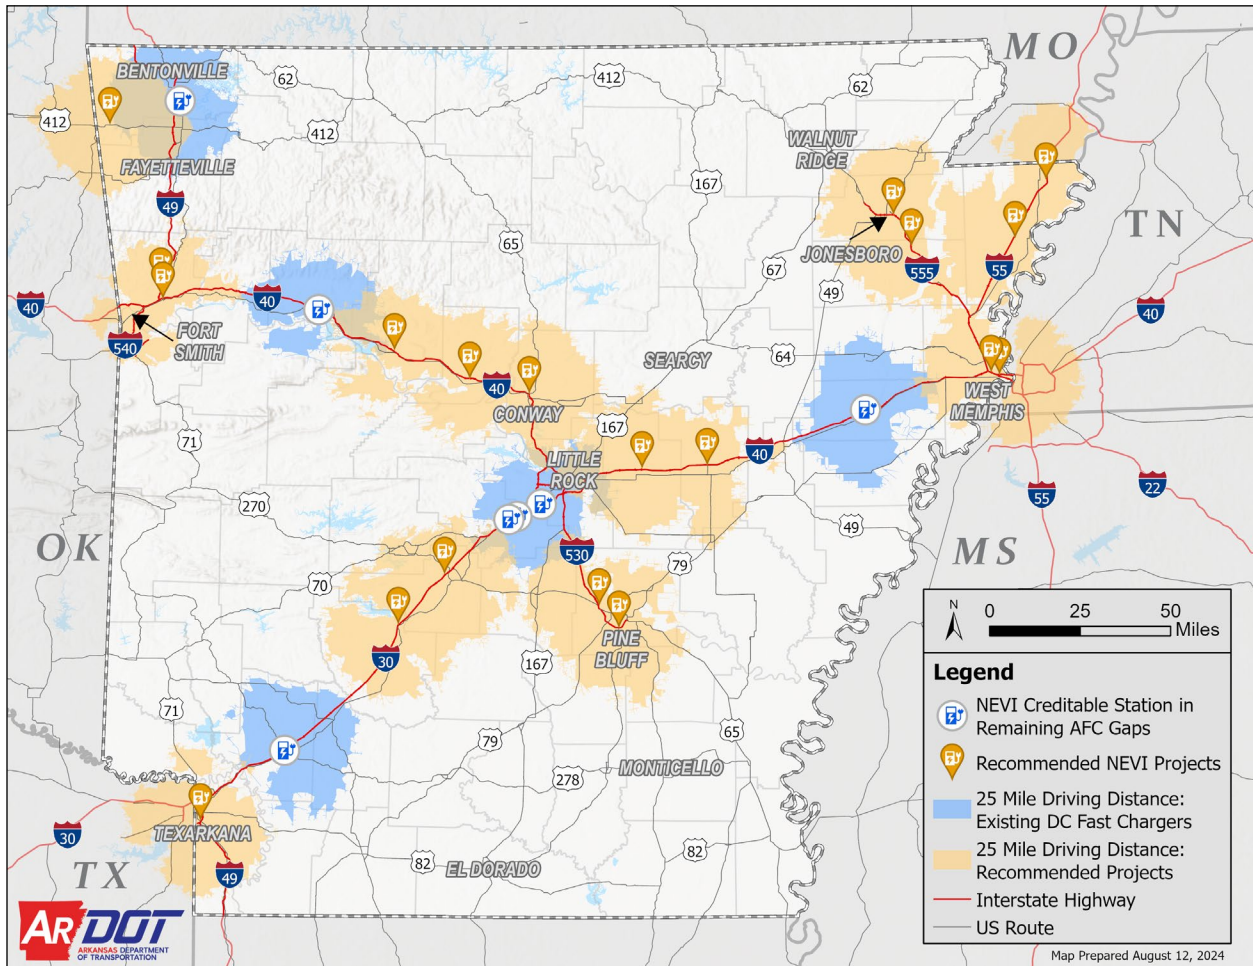 MO
BENTONVILLE
62
412
62
412
412
FAYETTEVILLE
WALNUT
RIDGE
167
49
TN
JONESBORO
65
67
555
55
40
40
49
40
FORT
SMITH
540
SEARCY
64
40
WEST
MEMPHIS
CONWAY
167
71
LITTLE
ROCK
40
55
22
270
49
OK
530
MS
79
70
PINE
BLUFF
30
167
71
65
79
MONTICELLO
278
TEXARKANA
30
82
82
EL DORADO
TX
49
N
0 25 50
Miles
Legend
NEVI Creditable Station in
Remaining AFC Gaps
Recommended NEVI Projects
25 Mile Driving Distance:
Existing DC Fast Chargers
25 Mile Driving Distance:
Recommended Projects
Interstate Highway
US Route
ARDOT
ARKANSAS DEPARTMENT
OF TRANSPORTATION
Map Prepared August 12, 2024